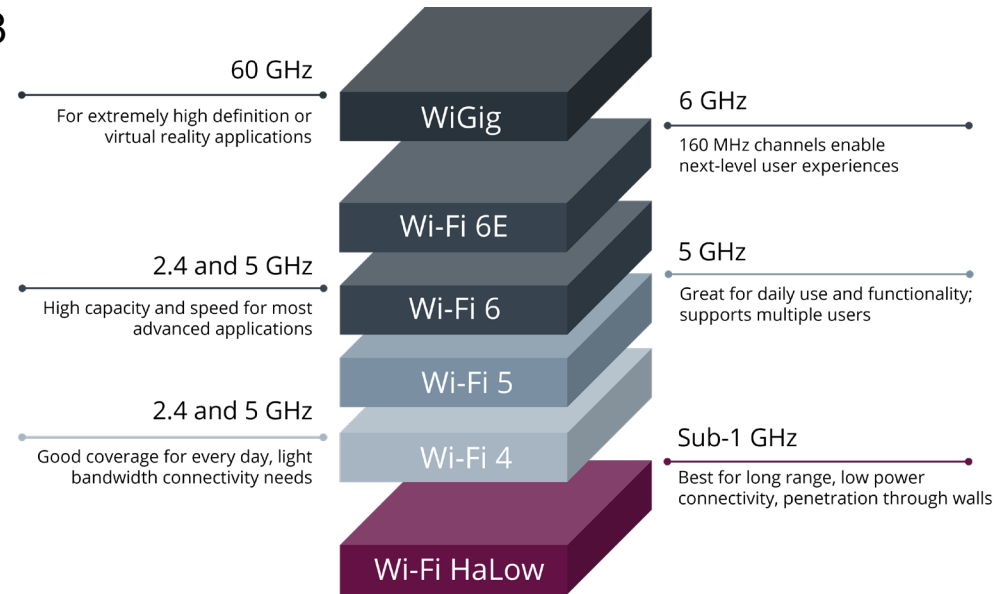 3
60 GHz
For extremely high definition or
virtual reality applications
WiGig
6 GHz
160 MHz channels enable
next-level user experiences
Wi-Fi 6E
2.4 and 5 GHz
High capacity and speed for most
advanced applications
Wi-Fi 6
5 GHz
Great for daily use and functionality;
supports multiple users
Wi-Fi 5
2.4 and 5 GHz
Good coverage for every day, light
bandwidth connectivity needs
Wi-Fi 4
Sub-1 GHz
Best for long range, low power
connectivity, penetration through walls
Wi-Fi HaLow